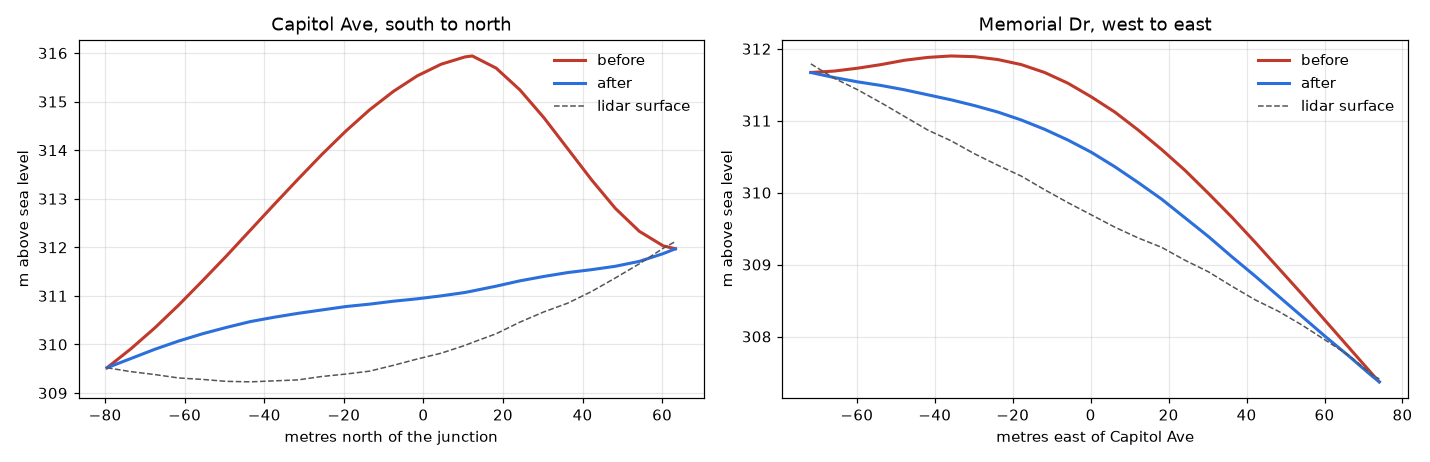 Capitol Ave, south to north
316
315
314
313
312
311
310
309
m above sea level
before
after
lidar surface
−80 −60 −40 −20 0 20 40 60
metres north of the junction
Memorial Dr, west to east
312
311
310
309
308
m above sea level
before
after
lidar surface
−60 −40 −20 0 20 40 60 80
metres east of Capitol Ave